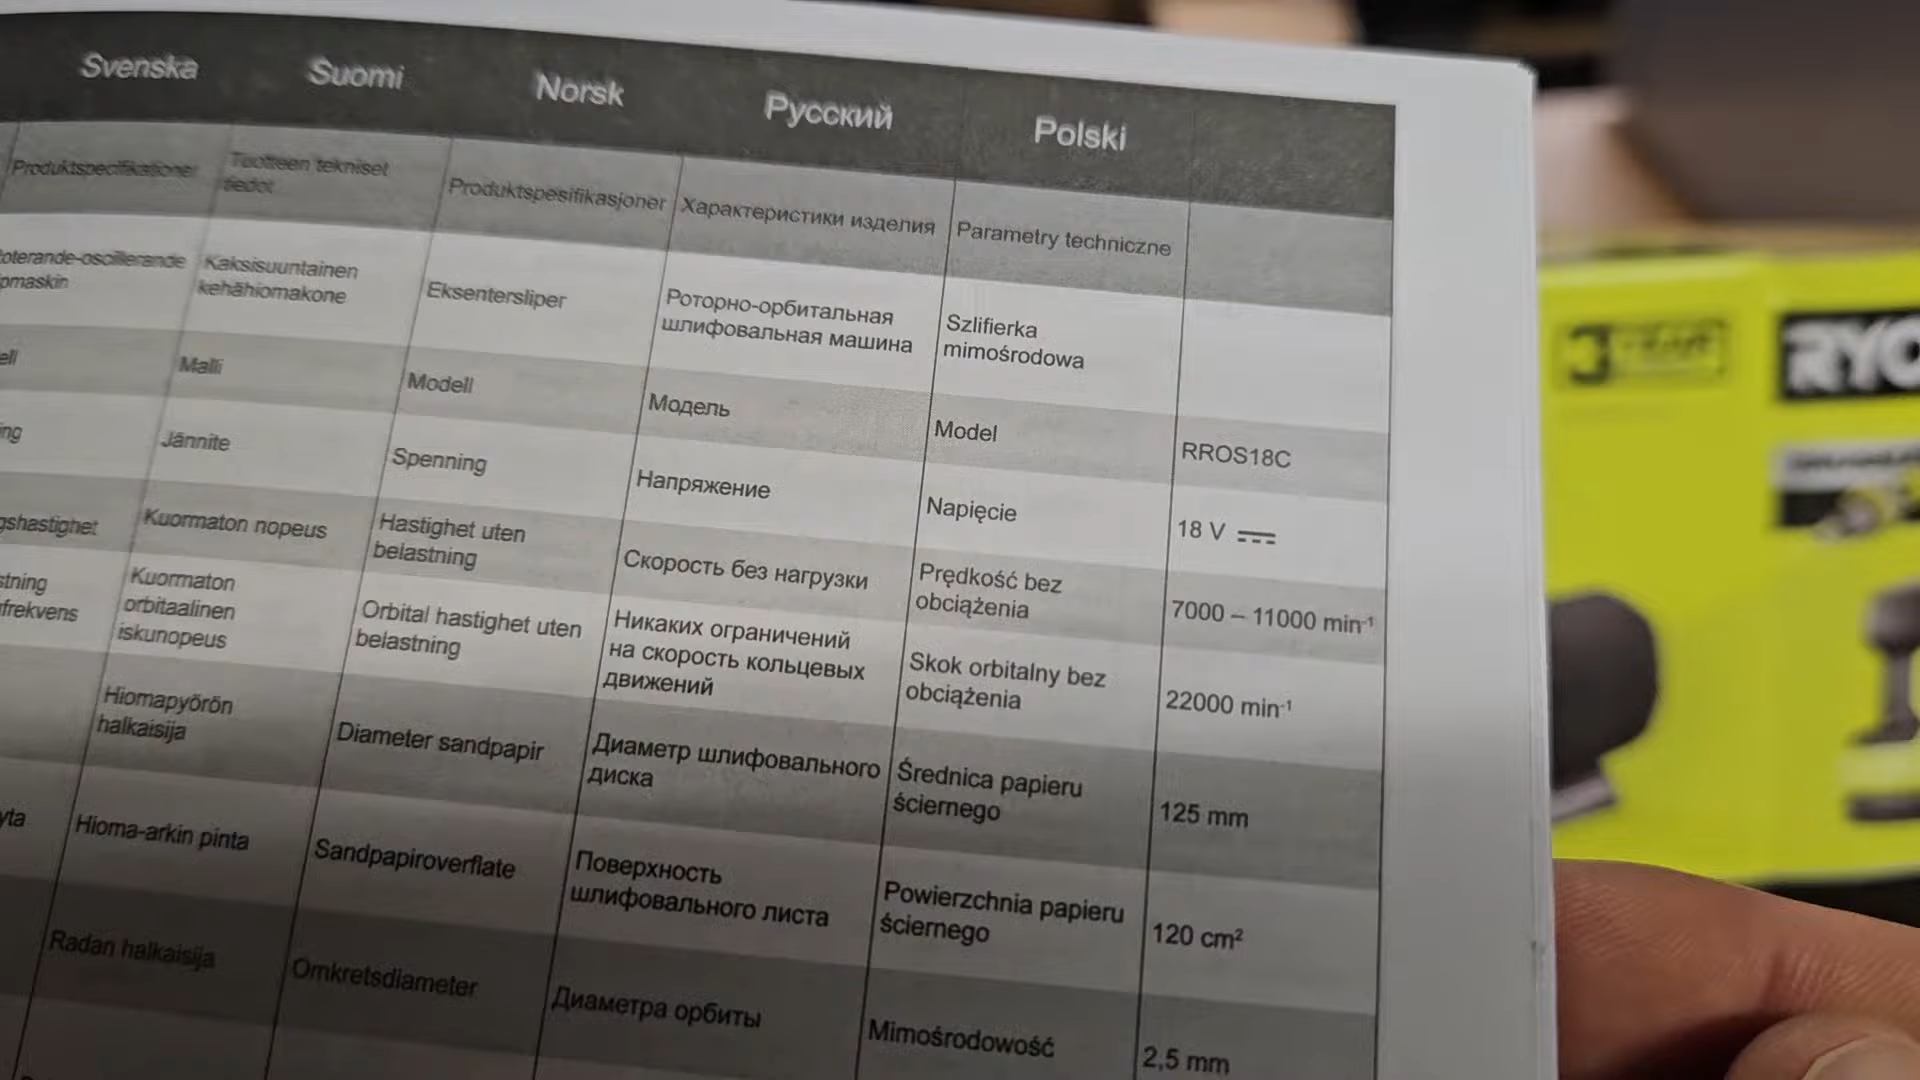 Svenska Suomi Norsk Русский Polski
Produktspecifikationer
Tuotteen tekniset
tiedot
Produktspesifikasjoner
Характеристики изделия
Parametry techniczne
Kaksisuuntainen
kehähiomakone
Eksentersliper
Роторно-орбитальная
шлифовальная машина
Szlifierka
mimośrodowa
Malli
Modell
Модель
Model
RROS18C
Jännite
Spenning
Напряжение
Napięcie
18 V
Kuormaton nopeus
Hastighet uten
belastning
Скорость без нагрузки
Prędkość bez
obciążenia
7000 – 11000 min⁻¹
Kuormaton
orbitaalinen
iskunopeus
Orbital hastighet uten
belastning
Никаких ограничений
на скорость кольцевых
движений
Skok orbitalny bez
obciążenia
22000 min⁻¹
Hiomapyörön
halkaisija
Diameter sandpapir
Диаметр шлифовального
диска
Średnica papieru
ściernego
125 mm
Hioma-arkin pinta
Sandpapiroverflate
Поверхность
шлифовального листа
Powierzchnia papieru
ściernego
120 cm²
Radan halkaisija
Omkretsdiameter
Диаметра орбиты
Mimośrodowość
2,5 mm